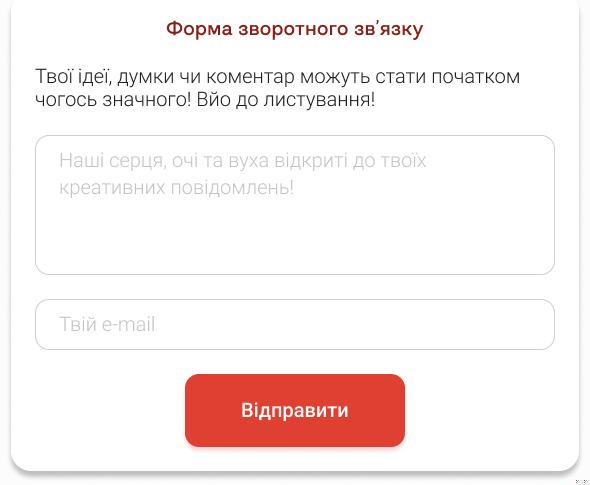 Форма зворотного зв’язку
Твої ідеї, думки чи коментар можуть стати початком
чогось значного! Вйо до листування!
Наші серця, очі та вуха відкриті до твоїх
креативних повідомлень!
Твій e-mail
Відправити